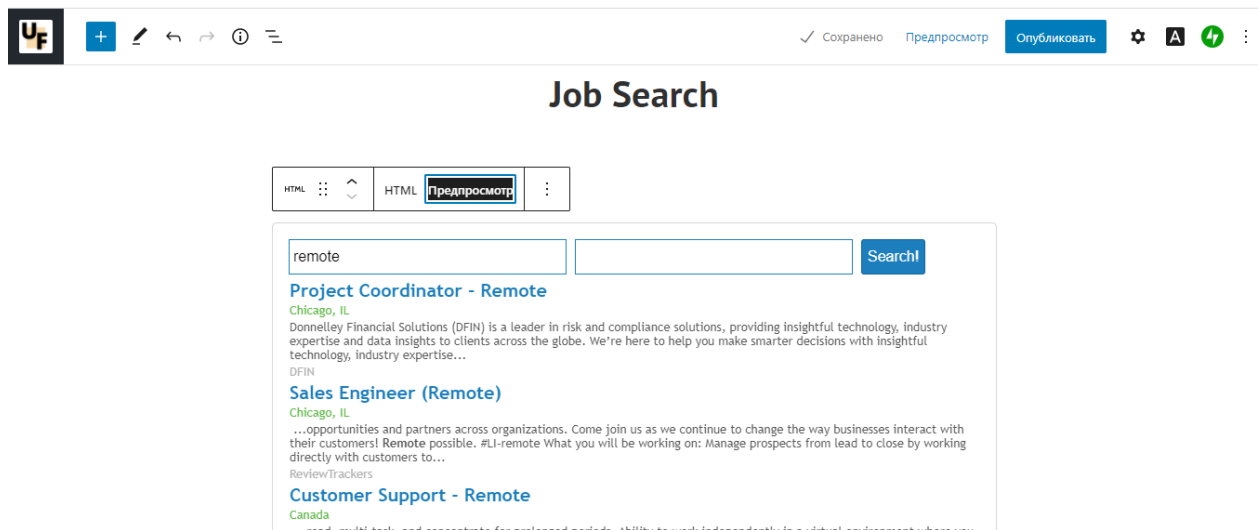 UF
Сохранено
Предпросмотр
Опубликовать
A
Job Search
HTML
HTML
Предпросмотр
remote
Search!
Project Coordinator - Remote
Chicago, IL
Donnelley Financial Solutions (DFIN) is a leader in risk and compliance solutions, providing insightful technology, industry
expertise and data insights to clients across the globe. We're here to help you make smarter decisions with insightful
technology, industry expertise...
DFIN
Sales Engineer (Remote)
Chicago, IL
...opportunities and partners across organizations. Come join us as we continue to change the way businesses interact with
their customers! Remote possible. #LI-remote What you will be working on: Manage prospects from lead to close by working
directly with customers to...
ReviewTrackers
Customer Support - Remote
Canada